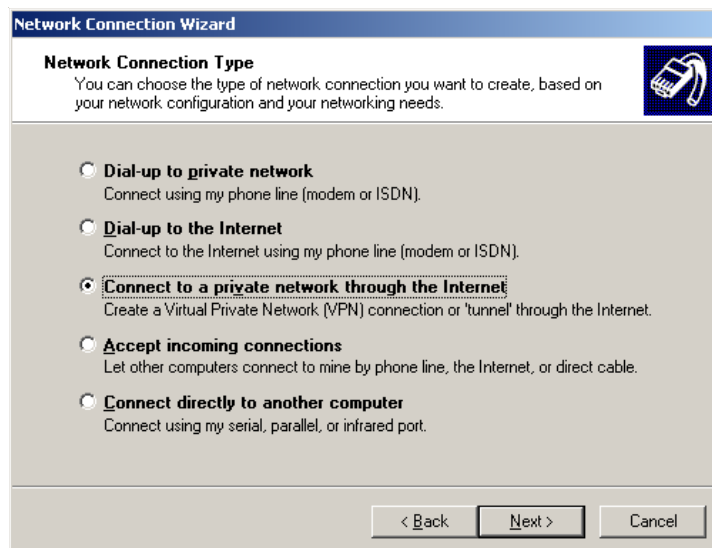 Network Connection Wizard
Network Connection Type
You can choose the type of network connection you want to create, based on
your network configuration and your networking needs.
Dial-up to private network
Connect using my phone line (modem or ISDN).
Dial-up to the Internet
Connect to the Internet using my phone line (modem or ISDN).
Connect to a private network through the Internet
Create a Virtual Private Network (VPN) connection or 'tunnel' through the Internet.
Accept incoming connections
Let other computers connect to mine by phone line, the Internet, or direct cable.
Connect directly to another computer
Connect using my serial, parallel, or infrared port.
< Back Next > Cancel